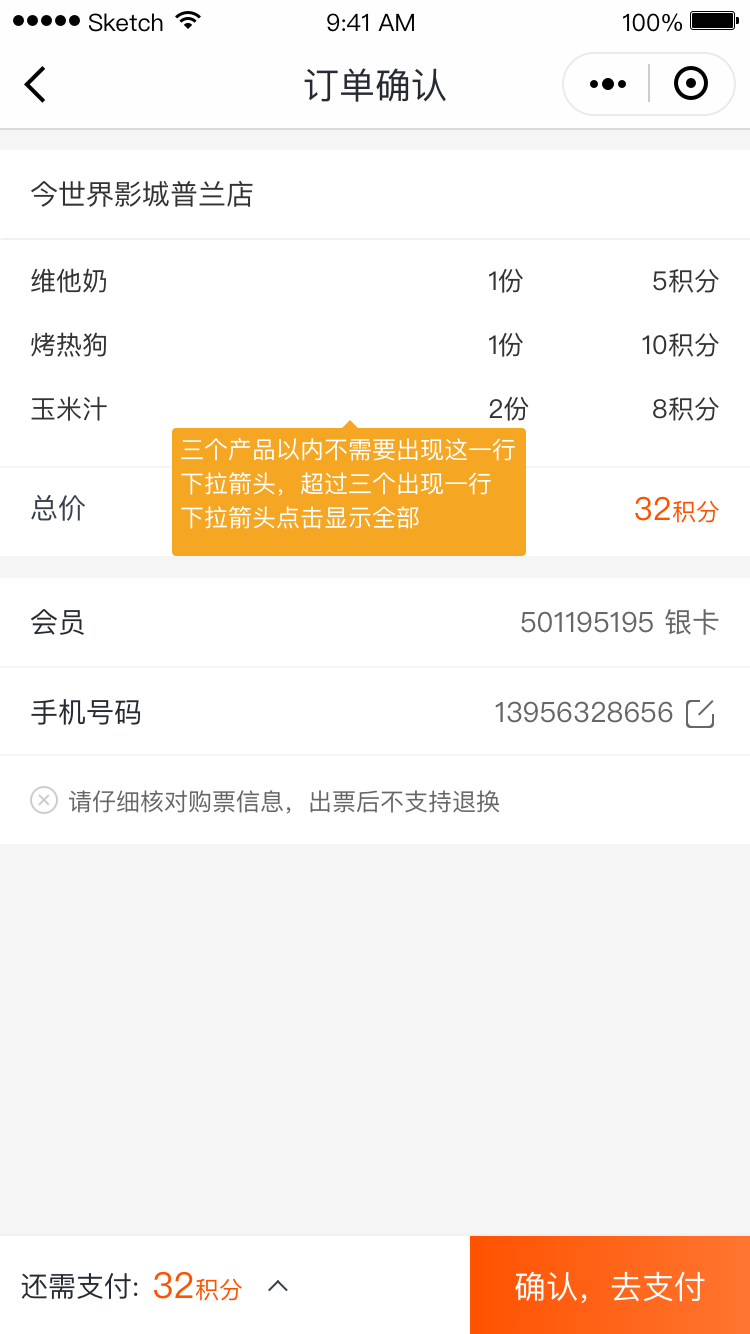 Sketch 9:41 AM 100%
订单确认
今世界影城普兰店
维他奶 1份 5积分
烤热狗 1份 10积分
玉米汁 2份 8积分
三个产品以内不需要出现这一行
下拉箭头，超过三个出现一行
下拉箭头点击显示全部
总价 32积分
会员 501195195 银卡
手机号码 13956328656
请仔细核对购票信息，出票后不支持退换
还需支付: 32积分 确认，去支付